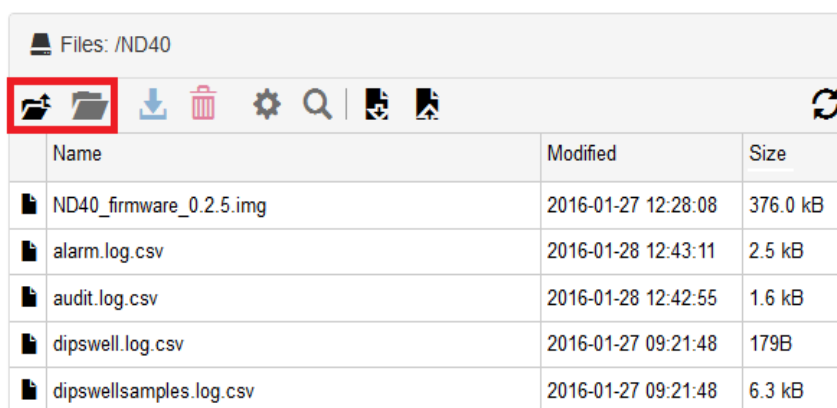 Files: /ND40
Name Modified Size
ND40_firmware_0.2.5.img 2016-01-27 12:28:08 376.0 kB
alarm.log.csv 2016-01-28 12:43:11 2.5 kB
audit.log.csv 2016-01-28 12:42:55 1.6 kB
dipswell.log.csv 2016-01-27 09:21:48 179B
dipswellsamples.log.csv 2016-01-27 09:21:48 6.3 kB